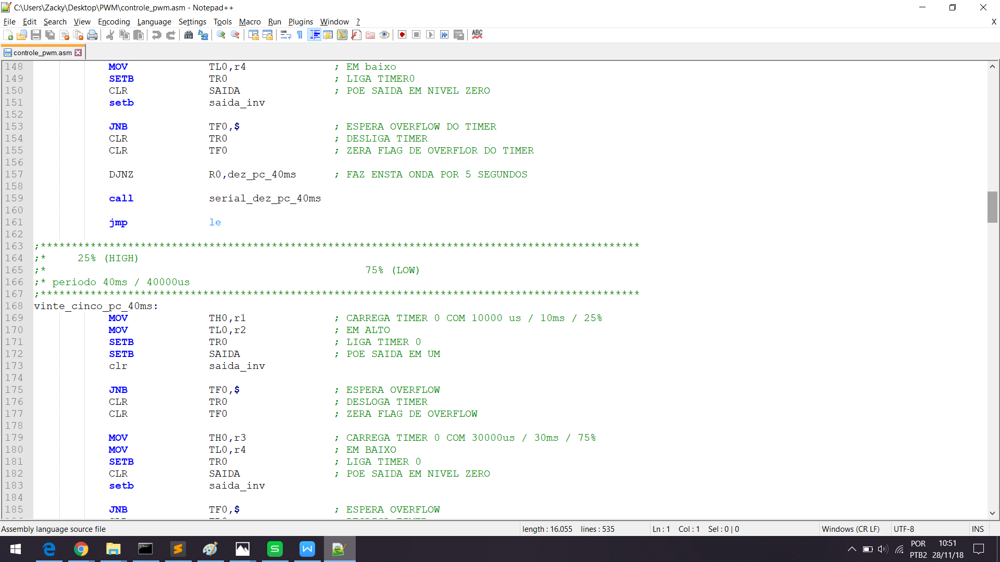 C:\Users\Zacky\Desktop\PWM\controle_pwm.asm - Notepad++
File Edit Search View Encoding Language Settings Tools Macro Run Plugins Window ? X
ABC
controle_pwm.asm
148 MOV TL0,r4 ; EM baixo
149 SETB TR0 ; LIGA TIMER0
150 CLR SAIDA ; POE SAIDA EM NIVEL ZERO
151 setb saida_inv
152
153 JNB TF0,$ ; ESPERA OVERFLOW DO TIMER
154 CLR TR0 ; DESLIGA TIMER
155 CLR TF0 ; ZERA FLAG DE OVERFLOR DO TIMER
156
157 DJNZ R0,dez_pc_40ms ; FAZ ENSTA ONDA POR 5 SEGUNDOS
158
159 call serial_dez_pc_40ms
160
161 jmp le
162
163 ;************************************************************************************************
164 ;* 25% (HIGH)
165 ;* 75% (LOW)
166 ;* periodo 40ms / 40000us
167 ;************************************************************************************************
168 vinte_cinco_pc_40ms:
169 MOV TH0,r1 ; CARREGA TIMER 0 COM 10000 us / 10ms / 25%
170 MOV TL0,r2 ; EM ALTO
171 SETB TR0 ; LIGA TIMER 0
172 SETB SAIDA ; POE SAIDA EM UM
173 clr saida_inv
174
175 JNB TF0,$ ; ESPERA OVERFLOW
176 CLR TR0 ; DESLOGA TIMER
177 CLR TF0 ; ZERA FLAG DE OVERFLOW
178
179 MOV TH0,r3 ; CARREGA TIMER 0 COM 30000us / 30ms / 75%
180 MOV TL0,r4 ; EM BAIXO
181 SETB TR0 ; LIGA TIMER 0
182 CLR SAIDA ; POE SAIDA EM NIVEL ZERO
183 setb saida_inv
184
185 JNB TF0,$ ; ESPERA OVERFLOW
Assembly language source file length : 16.055 lines : 535 Ln : 1 Col : 1 Sel : 0 | 0 Windows (CR LF) UTF-8 INS
POR 10:51
PTB2 28/11/18